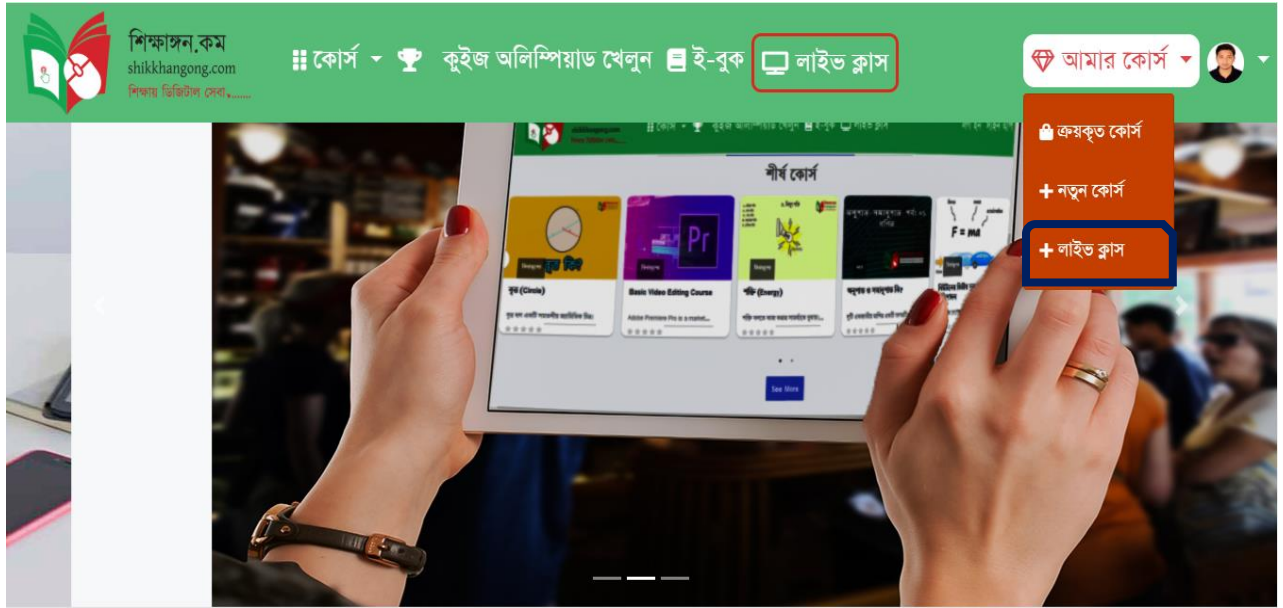 শিক্ষাঙ্গন.কম
shikkhangong.com
শিক্ষায় ডিজিটাল সেবা........
কোর্স
কুইজ অলিম্পিয়াড খেলুন
ই-বুক
লাইভ ক্লাস
আমার কোর্স
ক্রয়কৃত কোর্স
+ নতুন কোর্স
+ লাইভ ক্লাস
শীর্ষ কোর্স
Pr
F = ma
বৃত্ত (Circle)
Basic Video Editing Course
শক্তি (Energy)
Adobe Premiere Pro is a market...
See More